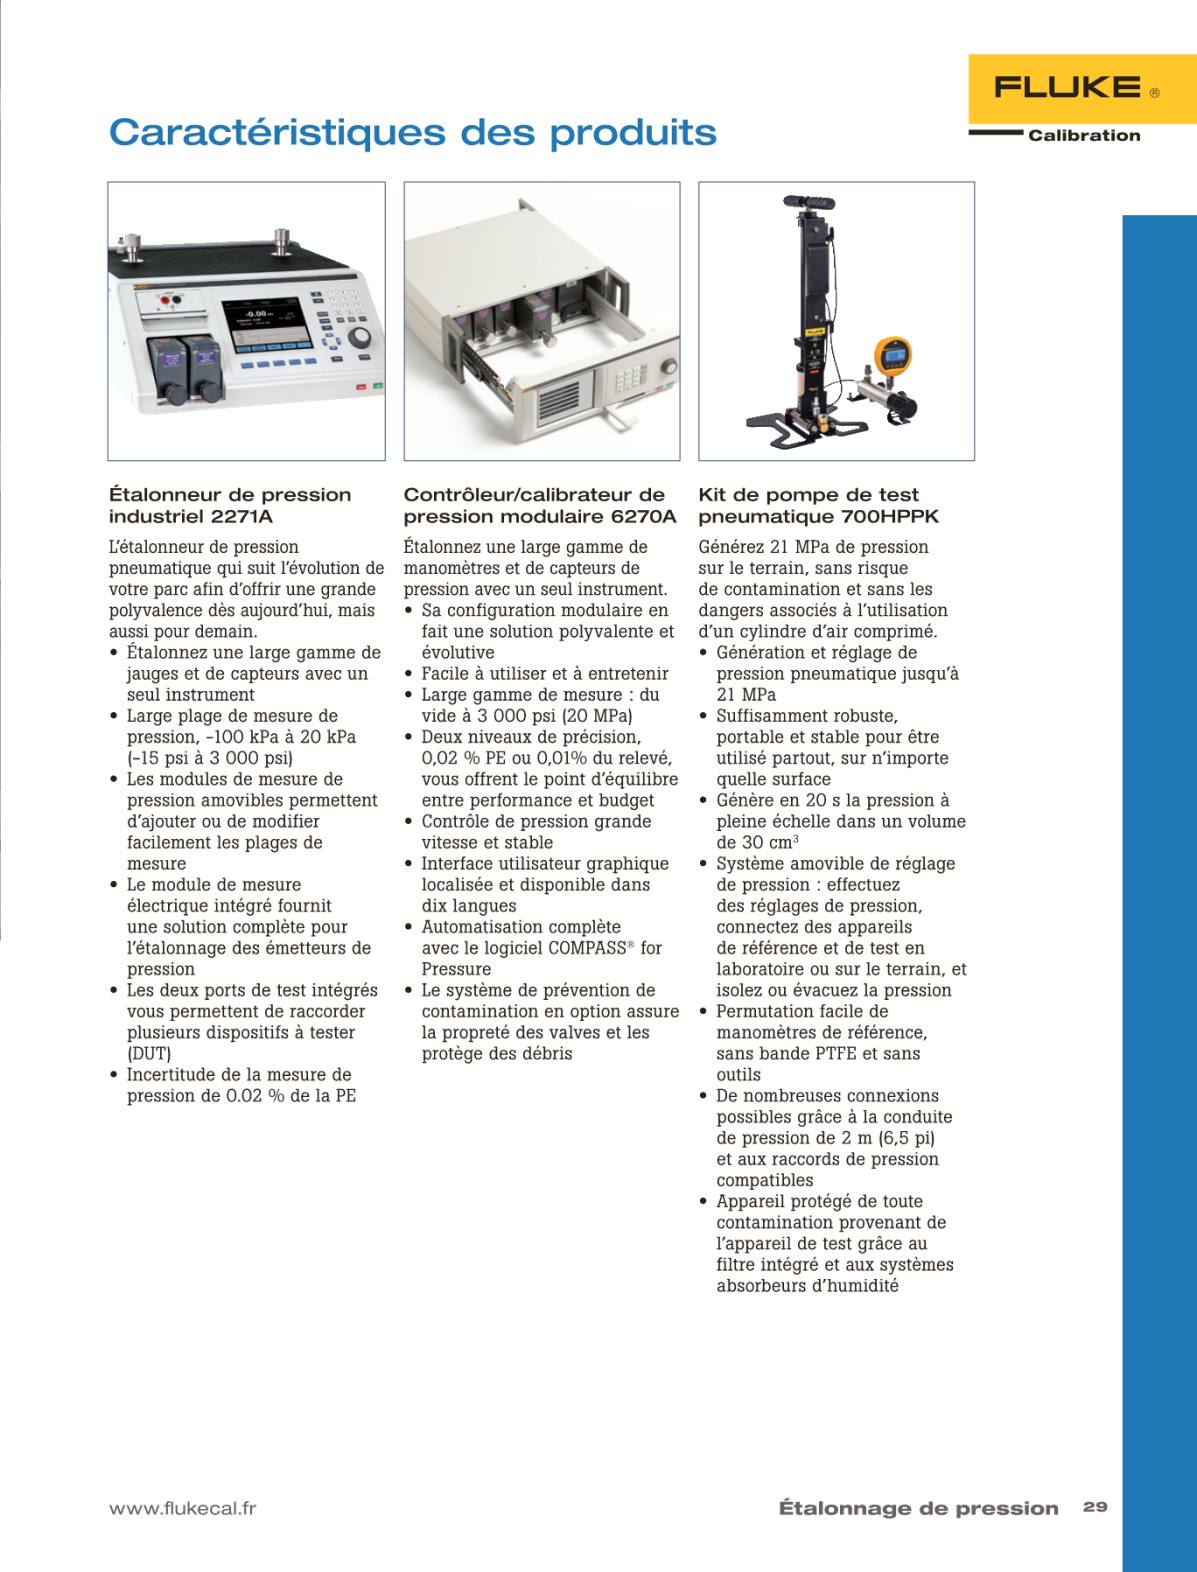 FLUKE ®
Calibration
Caractéristiques des produits
Étalonneur de pression
industriel 2271A
L’étalonneur de pression
pneumatique qui suit l’évolution de
votre parc afin d’offrir une grande
polyvalence dès aujourd’hui, mais
aussi pour demain.
• Étalonnez une large gamme de
jauges et de capteurs avec un
seul instrument
• Large plage de mesure de
pression, –100 kPa à 20 kPa
(–15 psi à 3 000 psi)
• Les modules de mesure de
pression amovibles permettent
d’ajouter ou de modifier
facilement les plages de
mesure
• Le module de mesure
électrique intégré fournit
une solution complète pour
l’étalonnage des émetteurs de
pression
• Les deux ports de test intégrés
vous permettent de raccorder
plusieurs dispositifs à tester
(DUT)
• Incertitude de la mesure de
pression de 0.02 % de la PE
Contrôleur/calibrateur de
pression modulaire 6270A
Étalonnez une large gamme de
manomètres et de capteurs de
pression avec un seul instrument.
• Sa configuration modulaire en
fait une solution polyvalente et
évolutive
• Facile à utiliser et à entretenir
• Large gamme de mesure : du
vide à 3 000 psi (20 MPa)
• Deux niveaux de précision,
0,02 % PE ou 0,01% du relevé,
vous offrent le point d’équilibre
entre performance et budget
• Contrôle de pression grande
vitesse et stable
• Interface utilisateur graphique
localisée et disponible dans
dix langues
• Automatisation complète
avec le logiciel COMPASS® for
Pressure
• Le système de prévention de
contamination en option assure
la propreté des valves et les
protège des débris
Kit de pompe de test
pneumatique 700HPPK
Générez 21 MPa de pression
sur le terrain, sans risque
de contamination et sans les
dangers associés à l’utilisation
d’un cylindre d’air comprimé.
• Génération et réglage de
pression pneumatique jusqu’à
21 MPa
• Suffisamment robuste,
portable et stable pour être
utilisé partout, sur n’importe
quelle surface
• Génère en 20 s la pression à
pleine échelle dans un volume
de 30 cm³
• Système amovible de réglage
de pression : effectuez
des réglages de pression,
connectez des appareils
de référence et de test en
laboratoire ou sur le terrain, et
isolez ou évacuez la pression
• Permutation facile de
manomètres de référence,
sans bande PTFE et sans
outils
• De nombreuses connexions
possibles grâce à la conduite
de pression de 2 m (6,5 pi)
et aux raccords de pression
compatibles
• Appareil protégé de toute
contamination provenant de
l’appareil de test grâce au
filtre intégré et aux systèmes
absorbeurs d’humidité
www.flukecal.fr
Étalonnage de pression 29